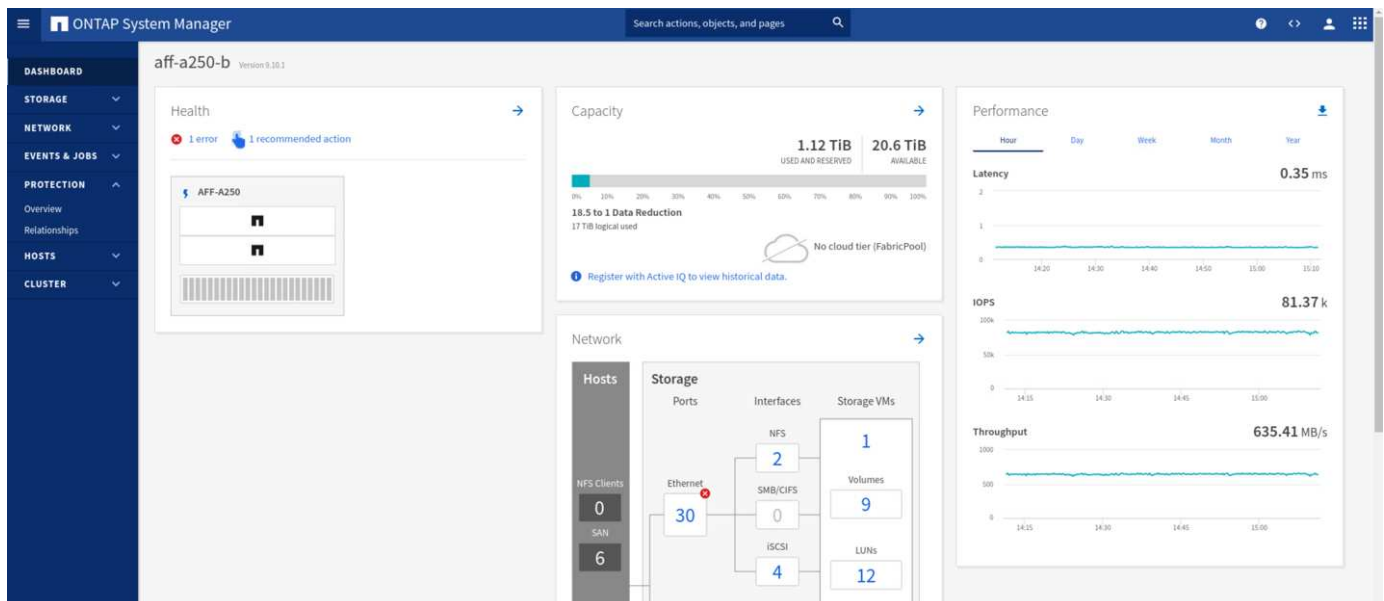 ONTAP System Manager
Search actions, objects, and pages
DASHBOARD
STORAGE
NETWORK
EVENTS & JOBS
PROTECTION
Overview
Relationships
HOSTS
CLUSTER
aff-a250-b Version 9.10.1
Health
1 error 1 recommended action
AFF-A250
Capacity
1.12 TiB 20.6 TiB
USED AND RESERVED AVAILABLE
0% 10% 20% 30% 40% 50% 60% 70% 80% 90% 100%
18.5 to 1 Data Reduction
17 TiB logical used
No cloud tier (FabricPool)
Register with Active IQ to view historical data.
Network
Hosts
NFS Clients
0
SAN
6
Storage
Ports Interfaces Storage VMs
Ethernet
30
NFS
2
SMB/CIFS
0
iSCSI
4
1
Volumes
9
LUNs
12
Performance
Hour Day Week Month Year
Latency 0.35 ms
2
1
0
14:20 14:30 14:40 14:50 15:00 15:10
IOPS 81.37 k
200k
50k
0
14:15 14:30 14:45 15:00
Throughput 635.41 MB/s
1000
500
0
14:15 14:30 14:45 15:00